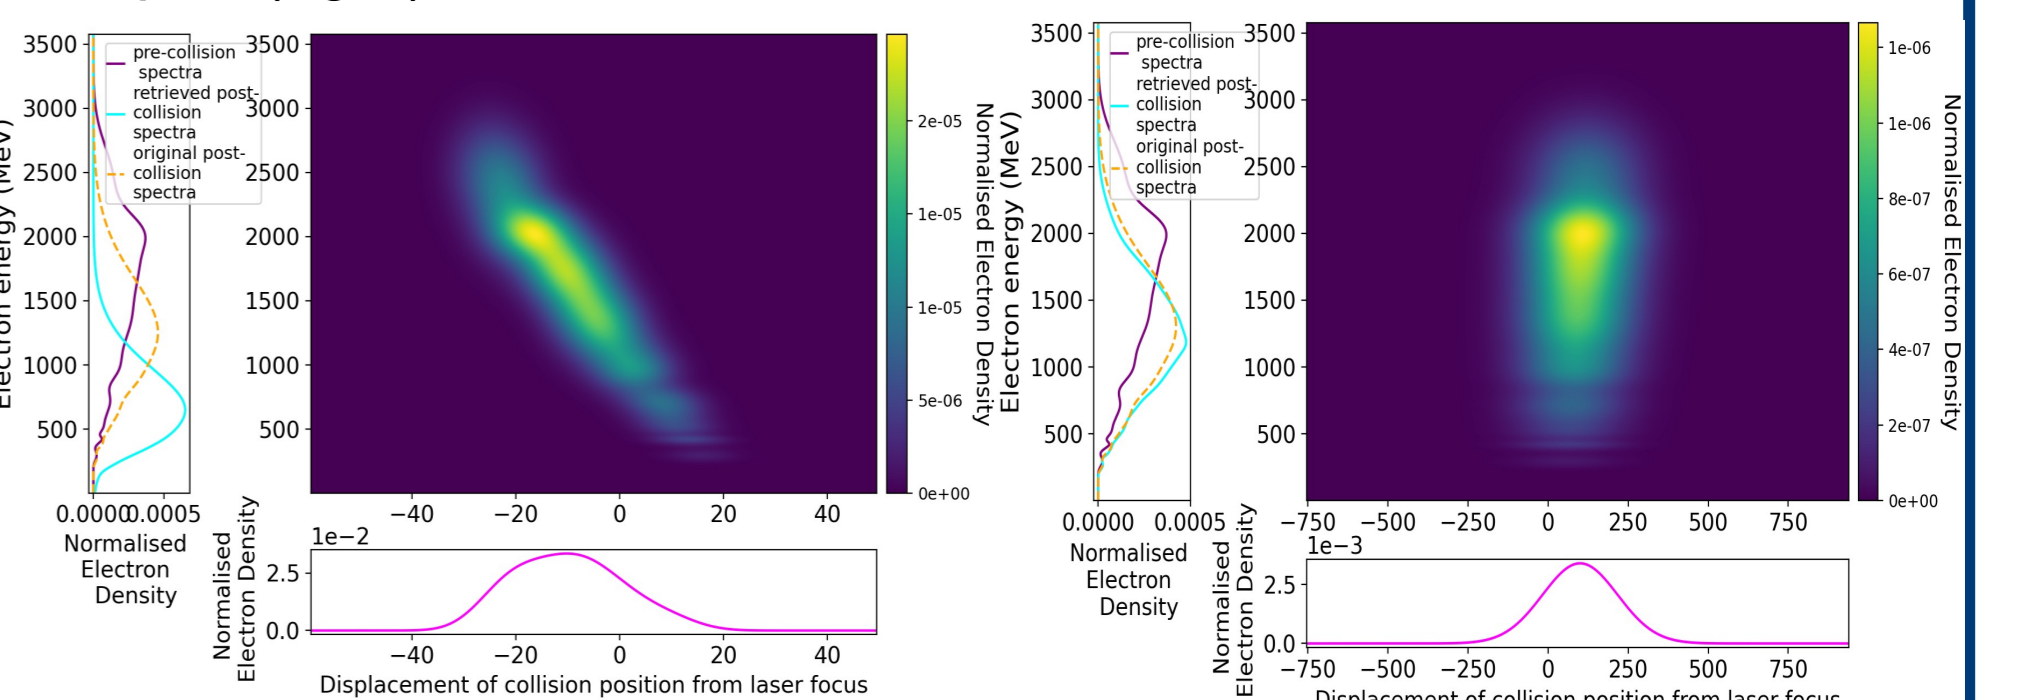 Electron energy (MeV)
3500
3000
2500
2000
1500
1000
500
pre-collision
spectra
retrieved post-
collision
spectra
original post-
collision
spectra
0.0000 0.0005
Normalised
Electron
Density
3500
3000
2500
2000
1500
1000
500
−40 −20 0 20 40
2e-05
1e-05
1e-05
5e-06
0e+00
Normalised Electron Density
Normalised
Electron Density
1e−2
2.5
0.0
−40 −20 0 20 40
Displacement of collision position from laser focus
Electron energy (MeV)
3500
3000
2500
2000
1500
1000
500
pre-collision
spectra
retrieved post-
collision
spectra
original post-
collision
spectra
0.0000 0.0005
Normalised
Electron
Density
3500
3000
2500
2000
1500
1000
500
−750 −500 −250 0 250 500 750
1e-06
1e-06
8e-07
6e-07
4e-07
2e-07
0e+00
Normalised Electron Density
Normalised
Electron Density
1e−3
2.5
0.0
−750 −500 −250 0 250 500 750
Displacement of collision position from laser focus